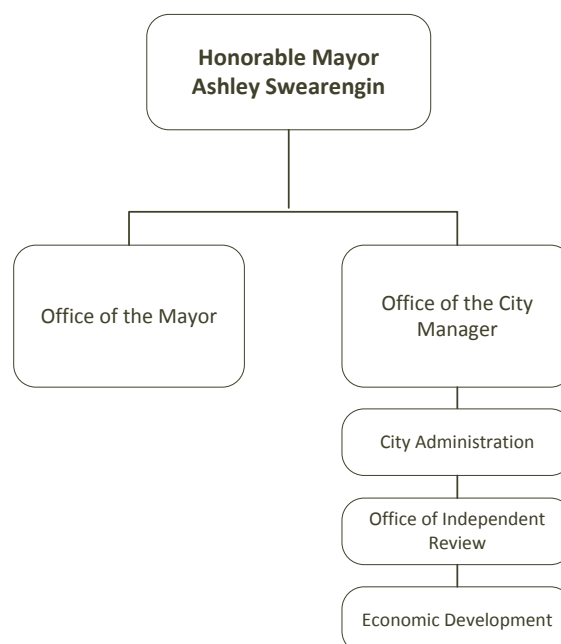 Honorable Mayor
Ashley Swearengin
Office of the Mayor
Office of the City
Manager
City Administration
Office of Independent
Review
Economic Development